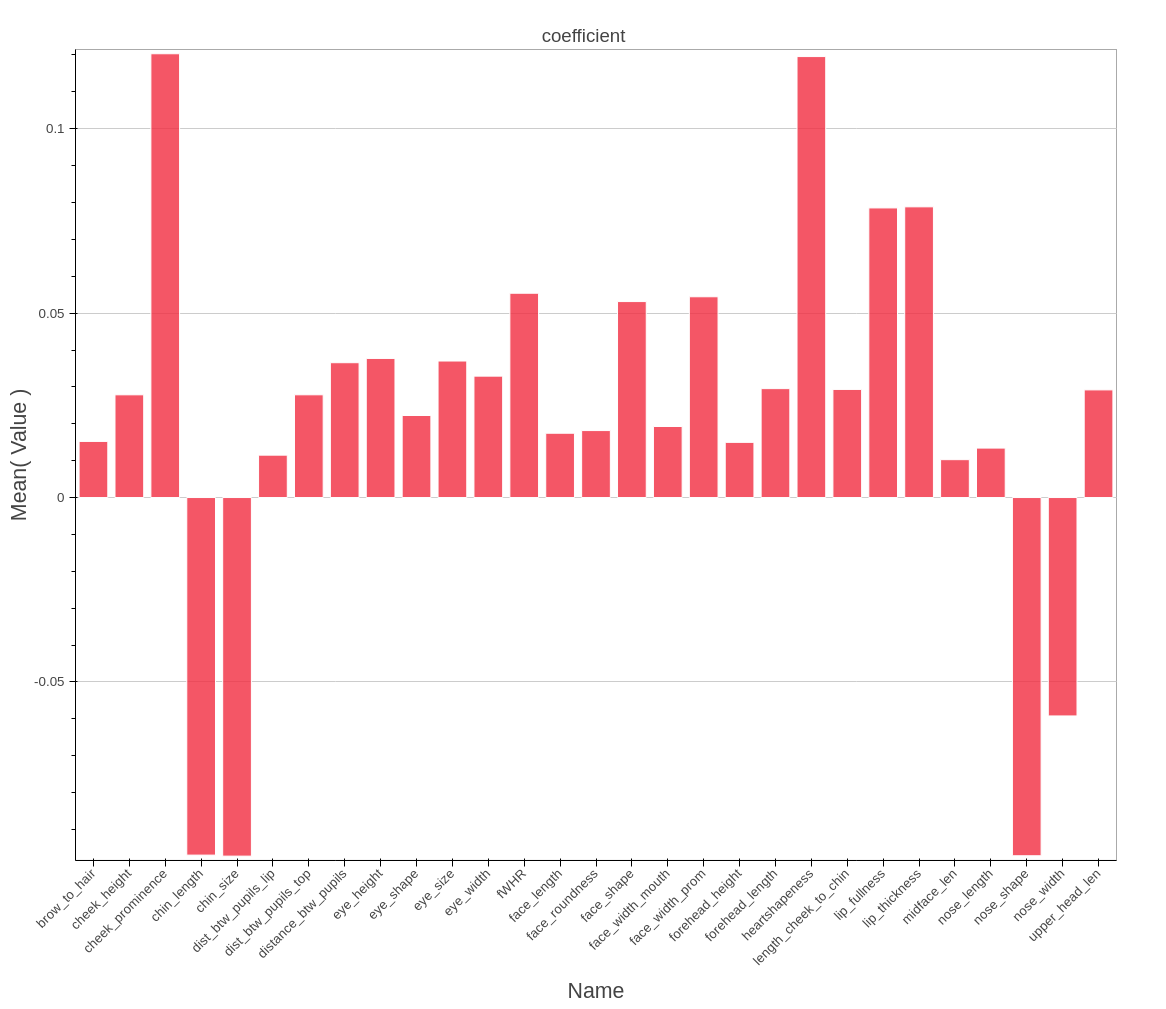 coefficient
Mean( Value )
0.1
0.05
0
-0.05
brow_to_hair
cheek_height
cheek_prominence
chin_length
chin_size
dist_btw_pupils_lip
dist_btw_pupils_top
distance_btw_pupils
eye_height
eye_shape
eye_size
eye_width
fWHR
face_length
face_roundness
face_shape
face_width_mouth
face_width_prom
forehead_height
forehead_length
heartshapeness
length_cheek_to_chin
lip_fullness
lip_thickness
midface_len
nose_length
nose_shape
nose_width
upper_head_len
Name